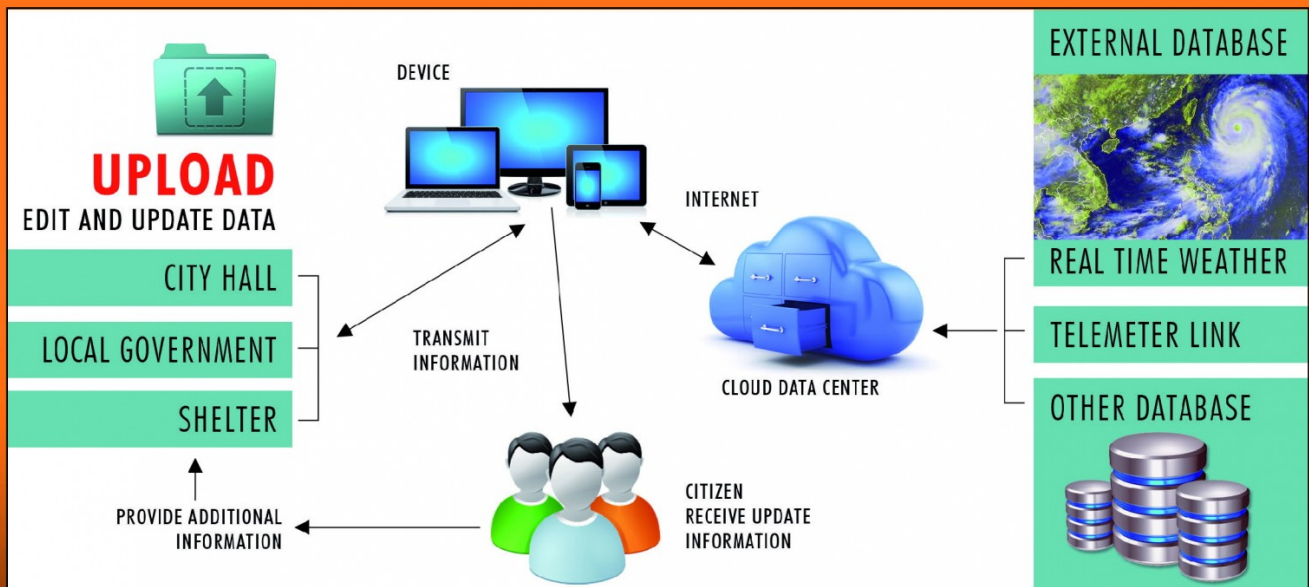 UPLOAD
EDIT AND UPDATE DATA
CITY HALL
LOCAL GOVERNMENT
SHELTER
PROVIDE ADDITIONAL
INFORMATION
DEVICE
TRANSMIT
INFORMATION
INTERNET
CLOUD DATA CENTER
CITIZEN
RECEIVE UPDATE
INFORMATION
EXTERNAL DATABASE
REAL TIME WEATHER
TELEMETER LINK
OTHER DATABASE